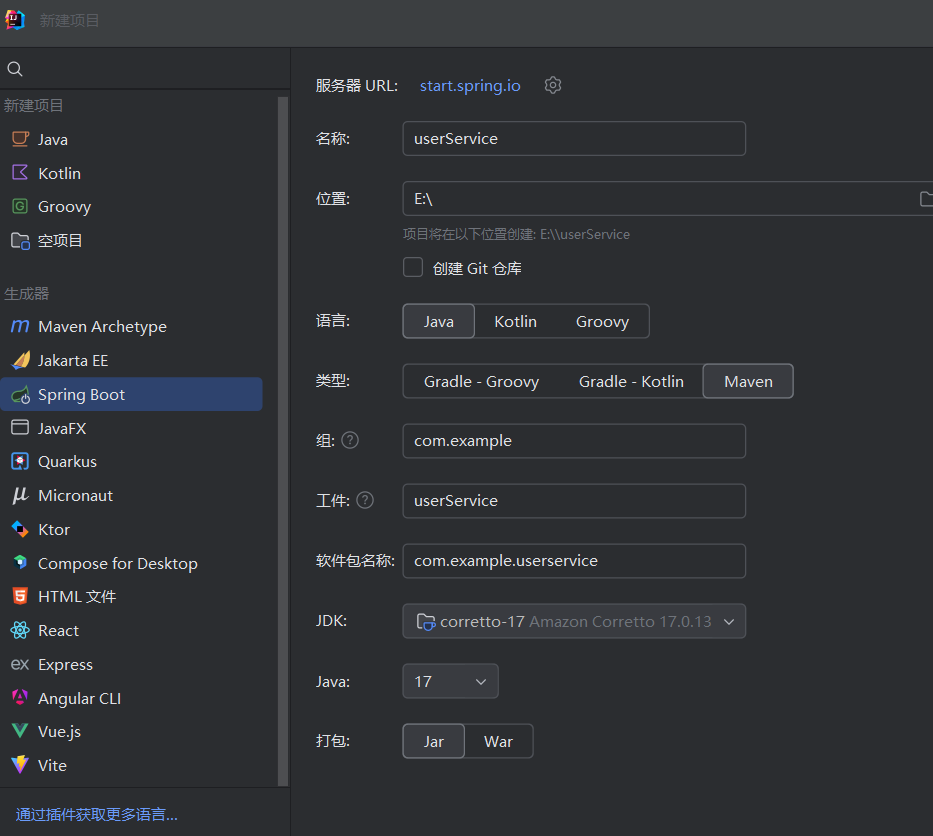 新建项目
新建项目
Java
Kotlin
Groovy
空项目
生成器
Maven Archetype
Jakarta EE
Spring Boot
JavaFX
Quarkus
Micronaut
Ktor
Compose for Desktop
HTML 文件
React
ex Express
Angular CLI
Vue.js
Vite
通过插件获取更多语言...
服务器 URL: start.spring.io
名称: userService
位置: E:\
项目将在以下位置创建: E:\\userService
创建 Git 仓库
语言: Java Kotlin Groovy
类型: Gradle - Groovy Gradle - Kotlin Maven
组: ? com.example
工件: ? userService
软件包名称: com.example.userservice
JDK: corretto-17 Amazon Corretto 17.0.13
Java: 17
打包: Jar War